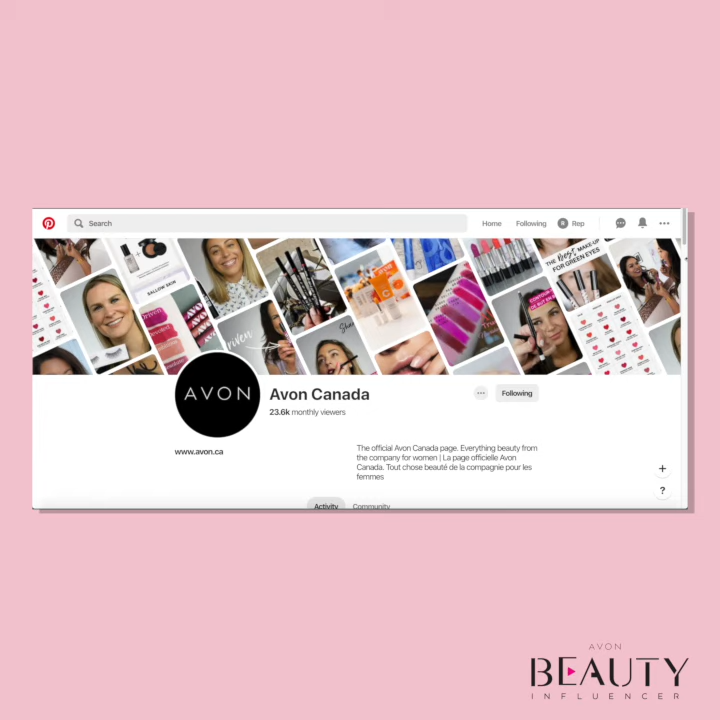 Search
Home
Following
R
Rep
SALLOW SKIN
THE Best MAKE-UP
FOR GREEN EYES
AVON
Avon Canada
23.6k monthly viewers
Following
www.avon.ca
The official Avon Canada page. Everything beauty from
the company for women | La page officielle Avon
Canada. Tout chose beauté de la compagnie pour les
femmes
?
Activity
Community
AVON
BEAUTY
INFLUENCER